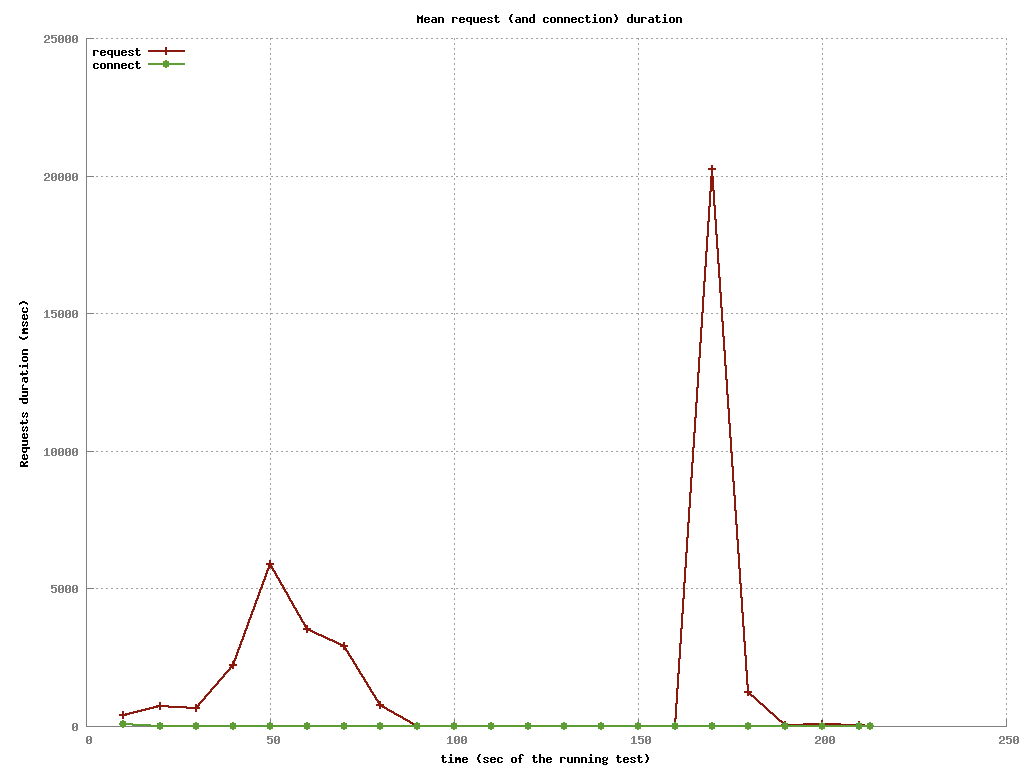 Mean request (and connection) duration
25000
request
connect
20000
15000
Requests duration (msec)
10000
5000
0
0 50 100 150 200 250
time (sec of the running test)